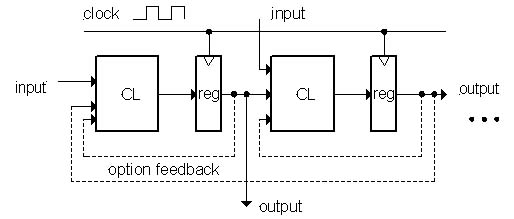 clock
input
input
CL
reg
CL
reg
output
option feedback
output